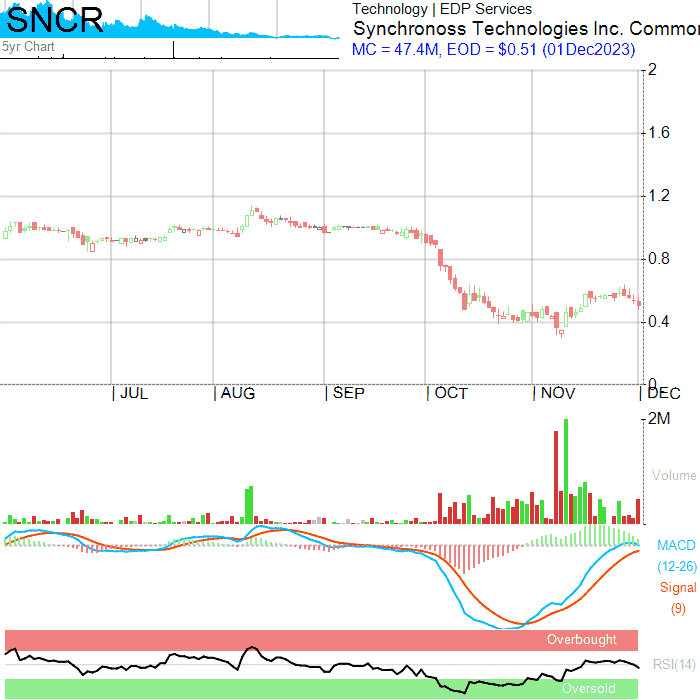 SNCR
5yr Chart
Technology | EDP Services
Synchronoss Technologies Inc. Common
MC = 47.4M, EOD = $0.51 (01Dec2023)
2
1.6
1.2
0.8
0.4
0
JUL AUG SEP OCT NOV DEC
2M
Volume
MACD
(12-26)
Signal
(9)
Overbought
RSI(14)
Oversold